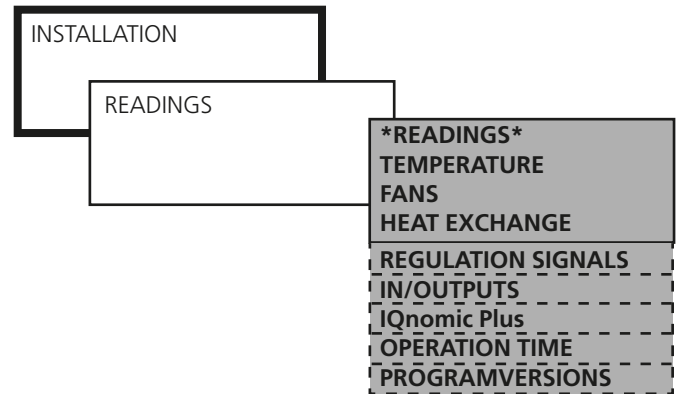 INSTALLATION
READINGS
*READINGS*
TEMPERATURE
FANS
HEAT EXCHANGE
REGULATION SIGNALS
IN/OUTPUTS
IQnomic Plus
OPERATION TIME
PROGRAMVERSIONS